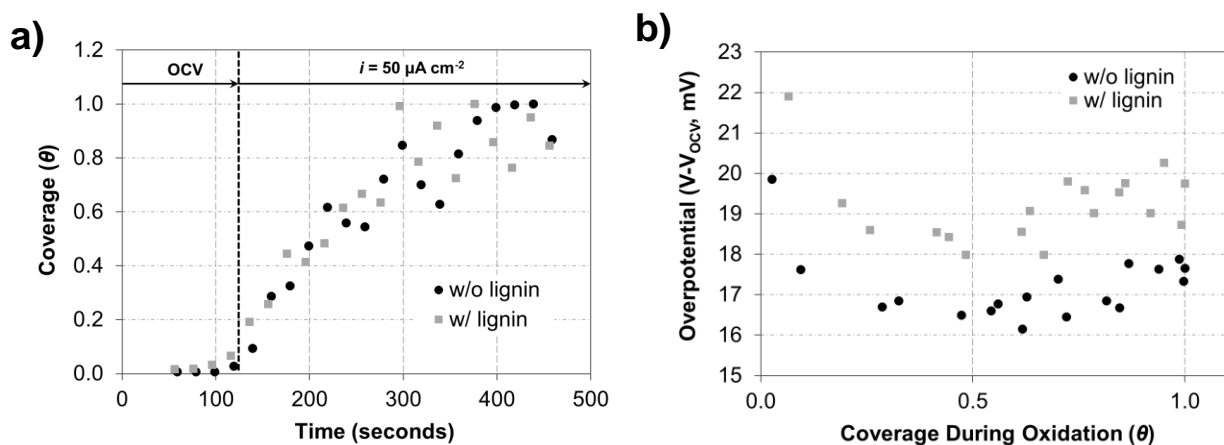 a)
1.2
1.0
0.8
0.6
0.4
0.2
0.0
Coverage (θ)
OCV
i = 50 µA cm-2
w/o lignin
w/ lignin
0 100 200 300 400 500
Time (seconds)
b)
23
22
21
20
19
18
17
16
15
Overpotential (V-VOCV, mV)
w/o lignin
w/ lignin
0.0 0.5 1.0
Coverage During Oxidation (θ)